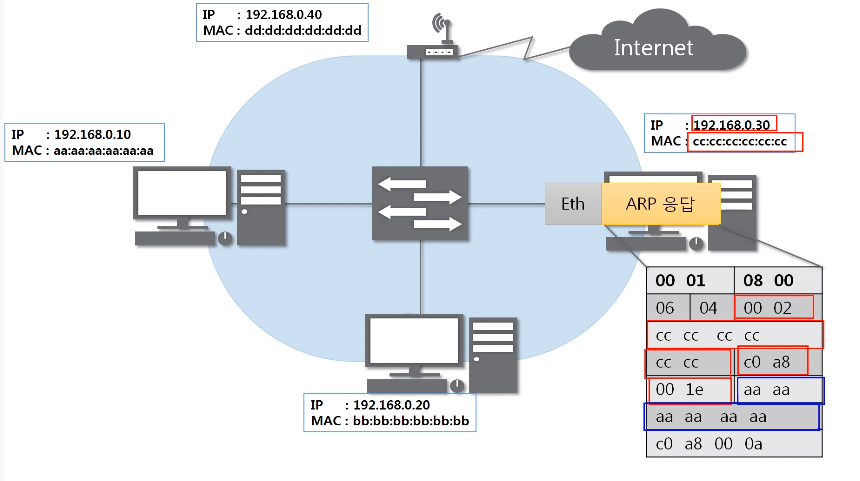 IP : 192.168.0.40
MAC : dd:dd:dd:dd:dd:dd
Internet
IP : 192.168.0.10
MAC : aa:aa:aa:aa:aa:aa
IP : 192.168.0.30
MAC : cc:cc:cc:cc:cc:cc
Eth
ARP 응답
00 01 08 00
06 04 00 02
cc cc cc cc
cc cc c0 a8
00 1e aa aa
aa aa aa aa
c0 a8 00 0a
IP : 192.168.0.20
MAC : bb:bb:bb:bb:bb:bb